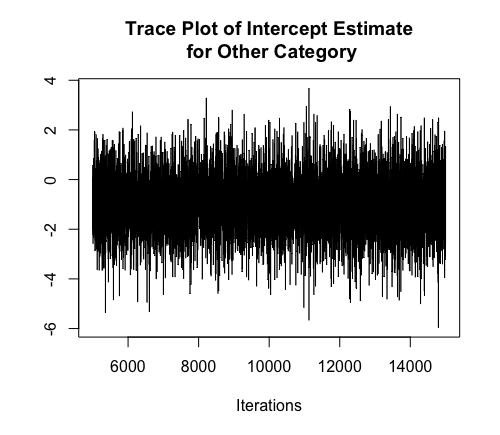 Trace Plot of Intercept Estimate
for Other Category
4
2
0
-2
-4
-6
6000 8000 10000 12000 14000
Iterations